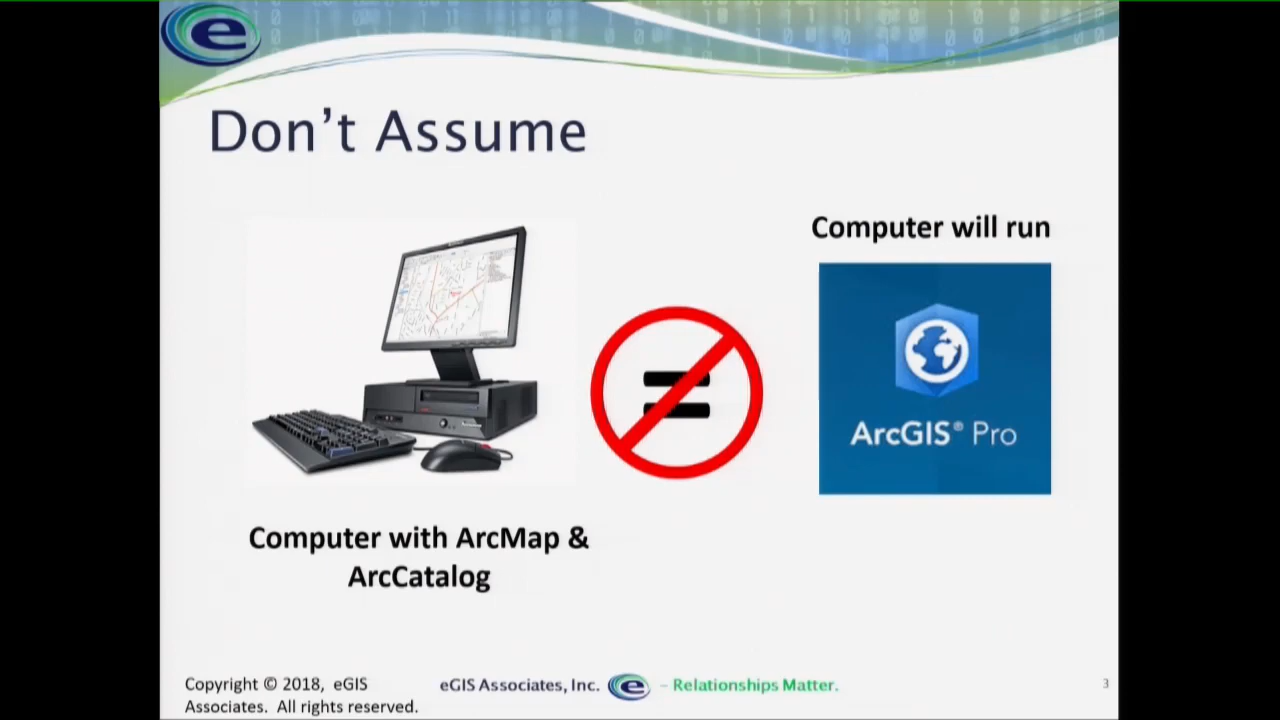 Don't Assume
Computer will run
ArcGIS® Pro
Computer with ArcMap &
ArcCatalog
Copyright © 2018, eGIS
Associates. All rights reserved.
eGIS Associates, Inc. e – Relationships Matter.
3